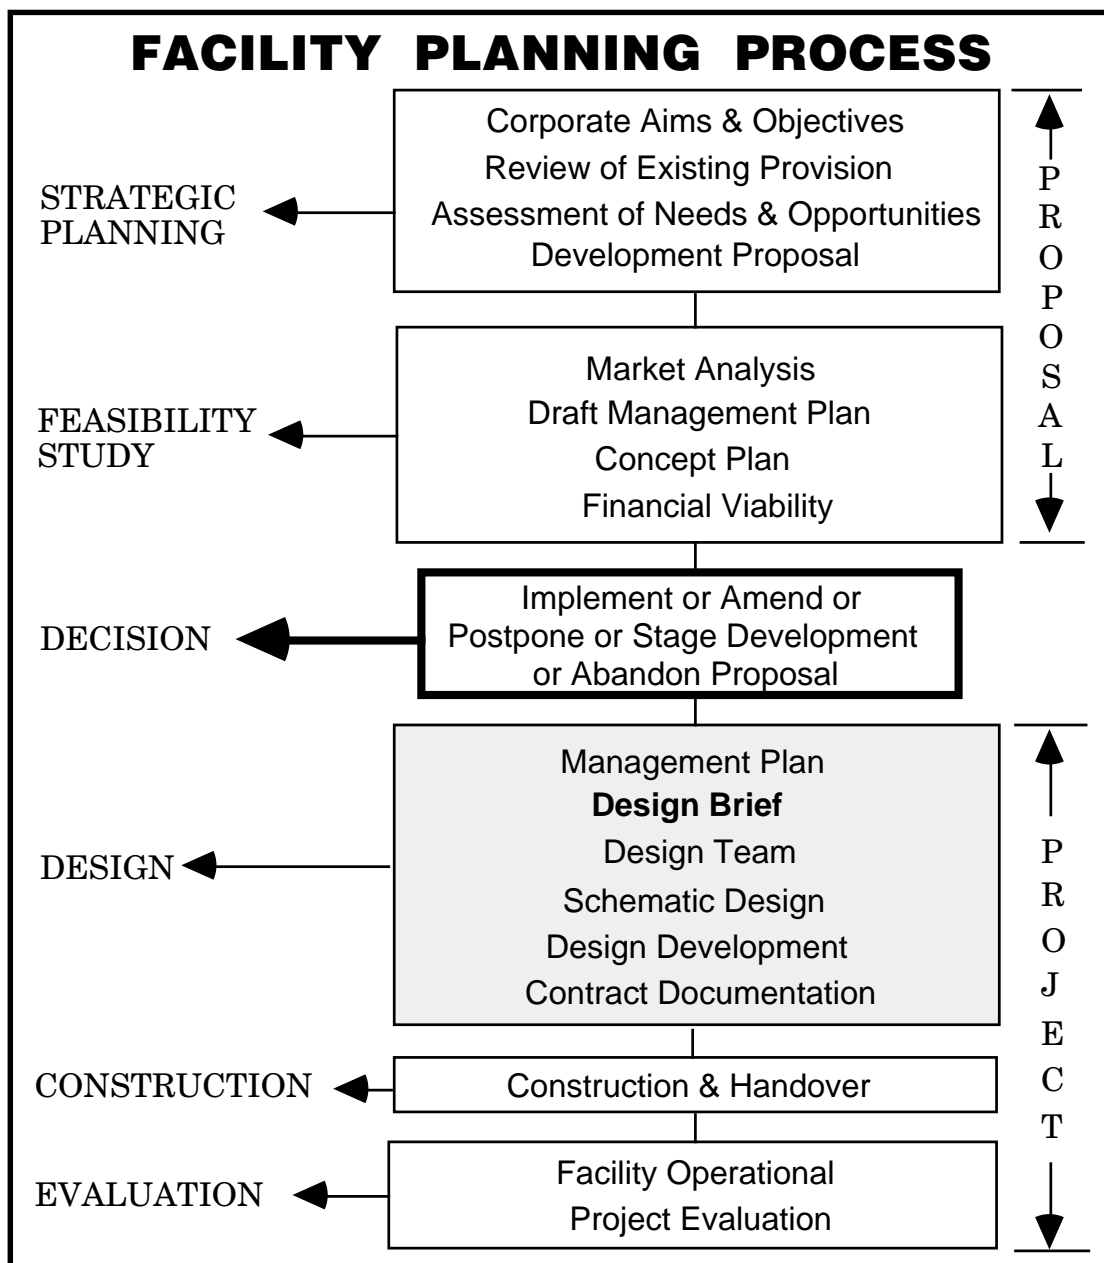 FACILITY PLANNING PROCESS
STRATEGIC
PLANNING
Corporate Aims & Objectives
Review of Existing Provision
Assessment of Needs & Opportunities
Development Proposal
PROPOSAL
FEASIBILITY
STUDY
Market Analysis
Draft Management Plan
Concept Plan
Financial Viability
DECISION
Implement or Amend or
Postpone or Stage Development
or Abandon Proposal
DESIGN
Management Plan
Design Brief
Design Team
Schematic Design
Design Development
Contract Documentation
PROJECT
CONSTRUCTION
Construction & Handover
EVALUATION
Facility Operational
Project Evaluation